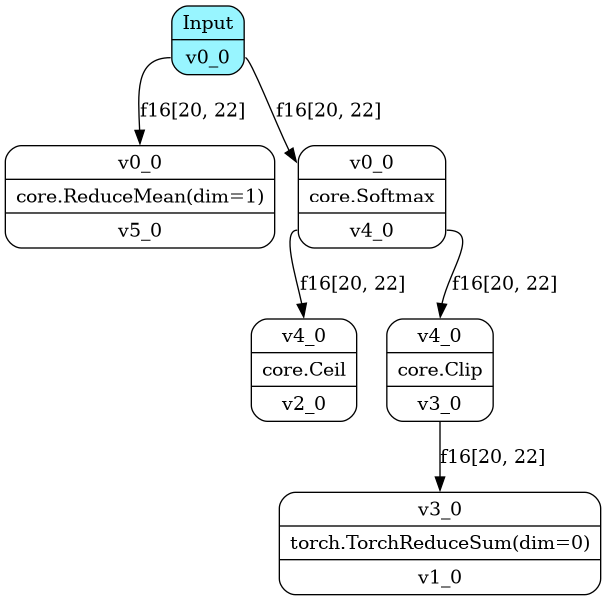 Input
v0_0
f16[20, 22]
f16[20, 22]
v0_0
core.ReduceMean(dim=1)
v5_0
v0_0
core.Softmax
v4_0
f16[20, 22]
f16[20, 22]
v4_0
core.Ceil
v2_0
v4_0
core.Clip
v3_0
f16[20, 22]
v3_0
torch.TorchReduceSum(dim=0)
v1_0